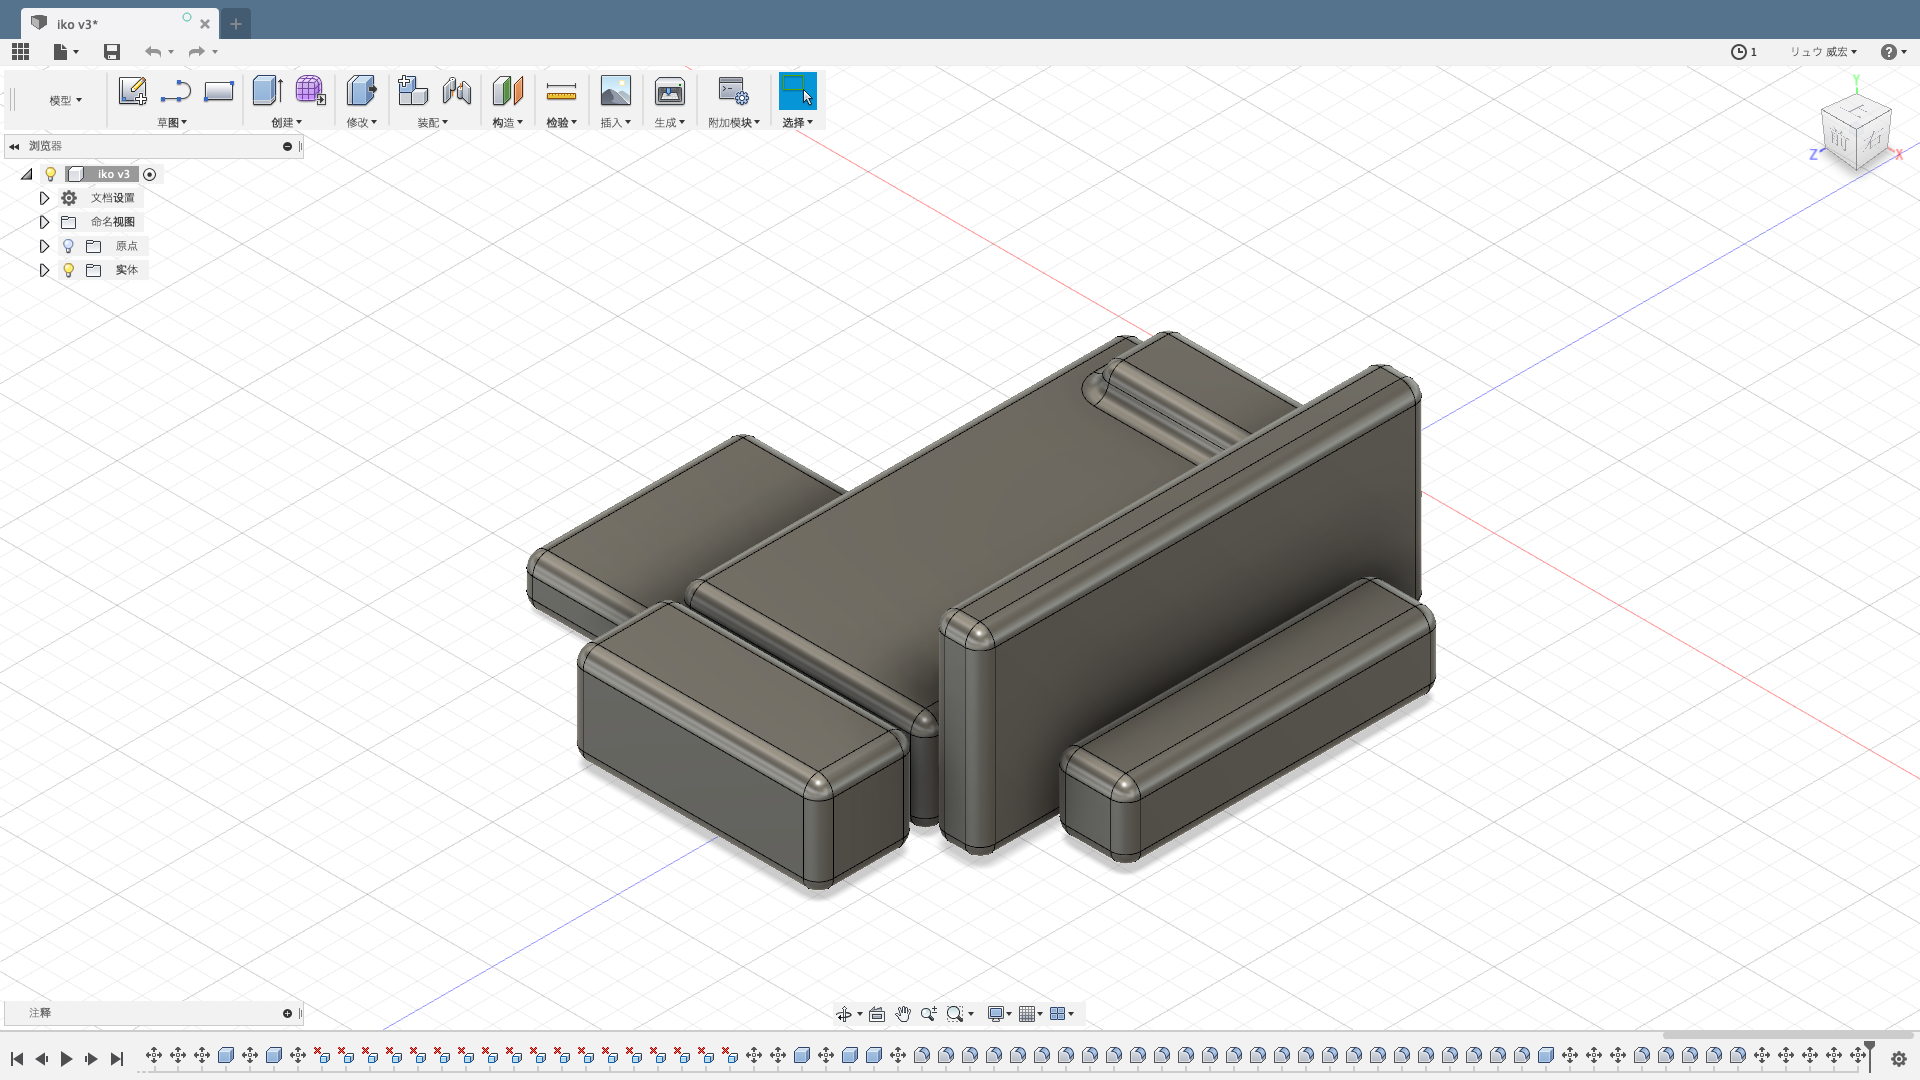 iko v3*
1
リュウ 威宏
模型
草图
创建
修改
装配
构造
检验
插入
生成
附加模块
选择
Y
Z
X
浏览器
iko v3
文档设置
命名视图
原点
实体
注释